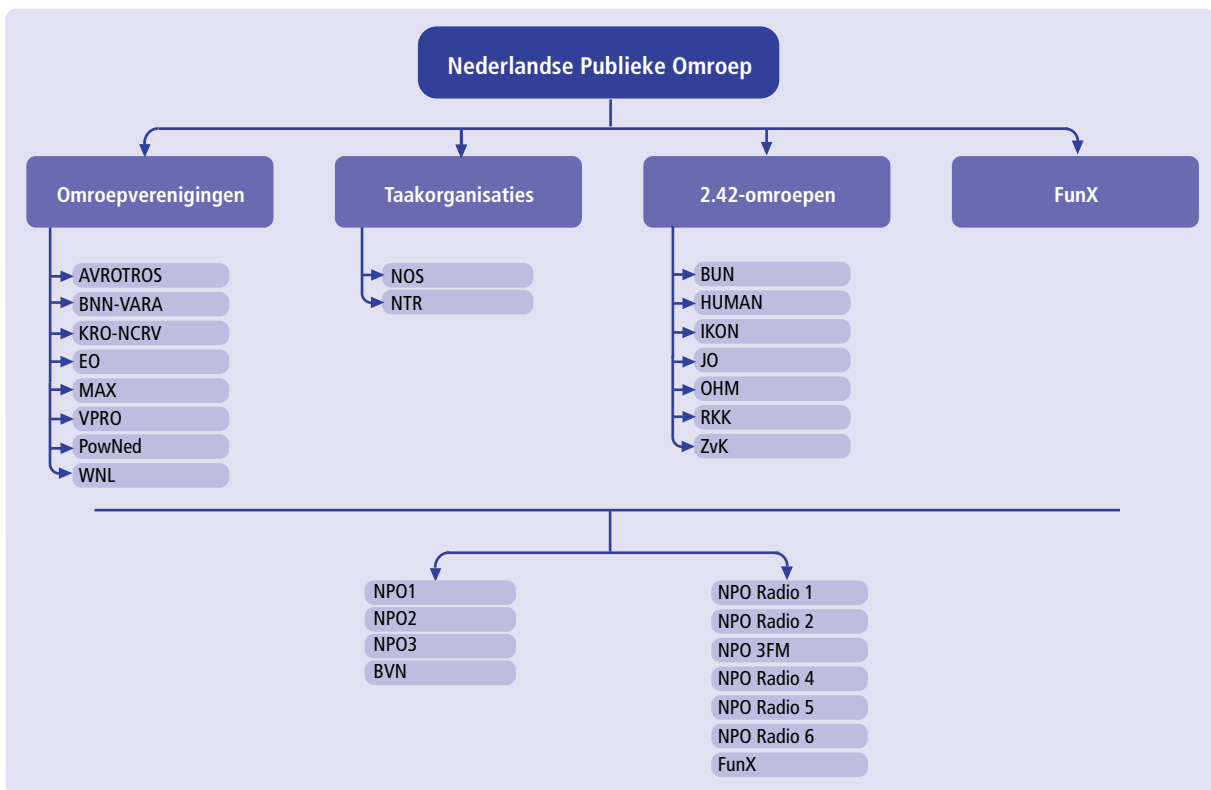 Nederlandse Publieke Omroep
Omroepverenigingen
Taakorganisaties
2.42-omroepen
FunX
AVROTROS
BNN-VARA
KRO-NCRV
EO
MAX
VPRO
PowNed
WNL
NOS
NTR
BUN
HUMAN
IKON
JO
OHM
RKK
ZvK
NPO1
NPO2
NPO3
BVN
NPO Radio 1
NPO Radio 2
NPO 3FM
NPO Radio 4
NPO Radio 5
NPO Radio 6
FunX